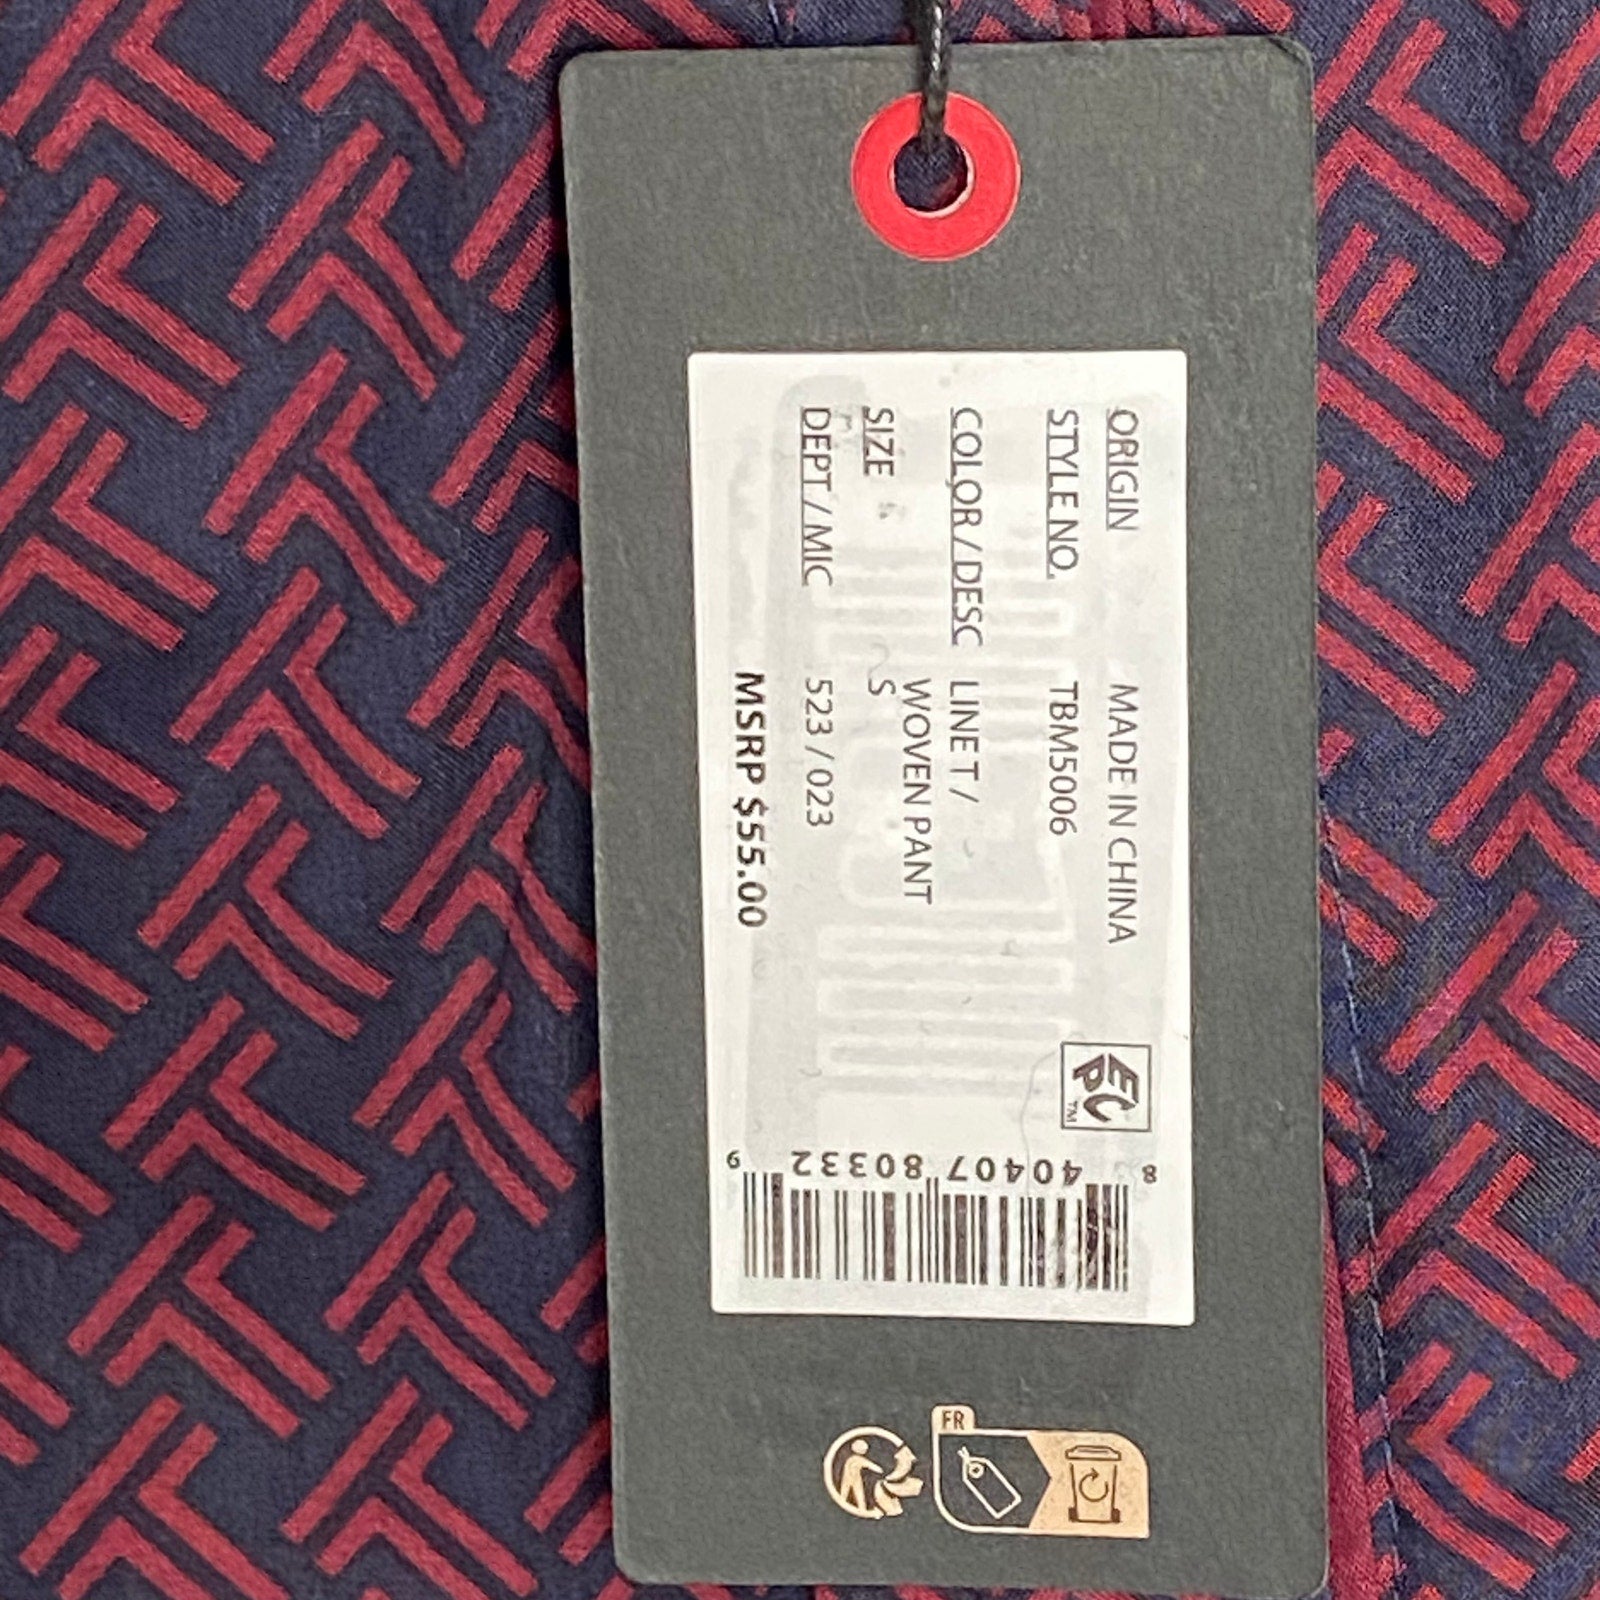 ORIGIN MADE IN CHINA
STYLE NO. TBM5006
COLOR / DESC LINE T /
WOVEN PANT
SIZE S
DEPT / MIC 523 / 023
MSRP $55.00
EPC™
8 40407 80332 9
FR